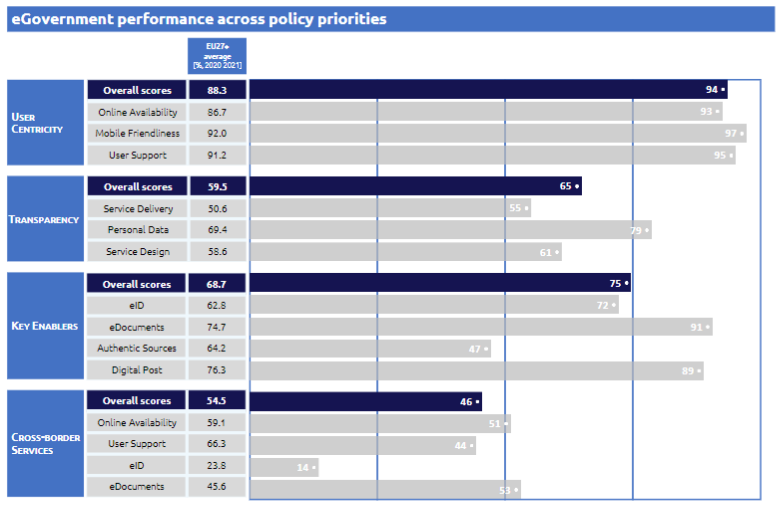 eGovernment performance across policy priorities
EU27+
average
[%, 2020 2021]
USER
CENTRICITY
Overall scores 88.3 94
Online Availability 86.7 93
Mobile Friendliness 92.0 97
User Support 91.2 95
TRANSPARENCY
Overall scores 59.5 65
Service Delivery 50.6 55
Personal Data 69.4 79
Service Design 58.6 61
KEY ENABLERS
Overall scores 68.7 75
eID 62.8 72
eDocuments 74.7 91
Authentic Sources 64.2 47
Digital Post 76.3 89
CROSS-BORDER
SERVICES
Overall scores 54.5 46
Online Availability 59.1 51
User Support 66.3 44
eID 23.8 14
eDocuments 45.6 53